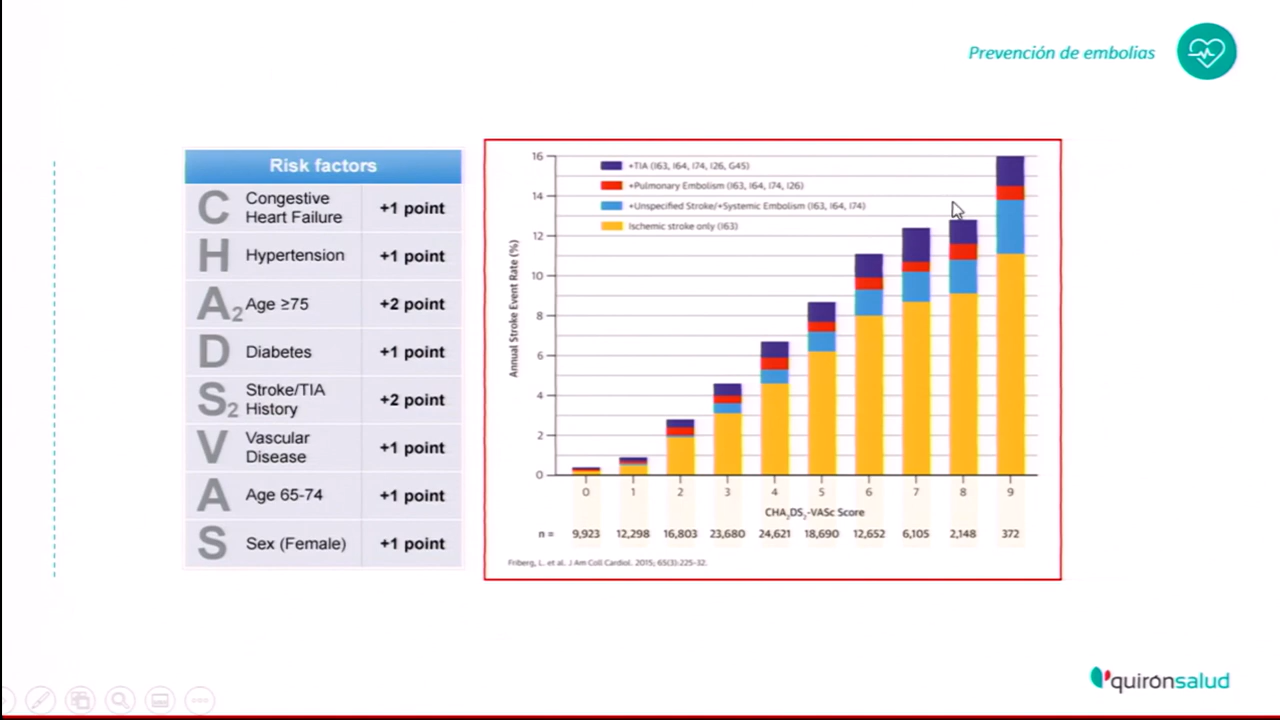 Prevención de embolias
Risk factors
C Congestive Heart Failure +1 point
H Hypertension +1 point
A2 Age ≥75 +2 point
D Diabetes +1 point
S2 Stroke/TIA History +2 point
V Vascular Disease +1 point
A Age 65-74 +1 point
S Sex (Female) +1 point
+TIA (I63, I64, I74, I26, G45)
+Pulmonary Embolism (I63, I64, I74, I26)
+Unspecified Stroke/+Systemic Embolism (I63, I64, I74)
Ischemic stroke only (I63)
Annual Stroke Event Rate (%)
16
14
12
10
8
6
4
2
0
0 1 2 3 4 5 6 7 8 9
CHA2DS2-VASc Score
n = 9,923 12,298 16,803 23,680 24,621 18,690 12,652 6,105 2,148 372
Friberg, L. et al. J Am Coll Cardiol. 2015; 65(3):225-32.
quirónsalud